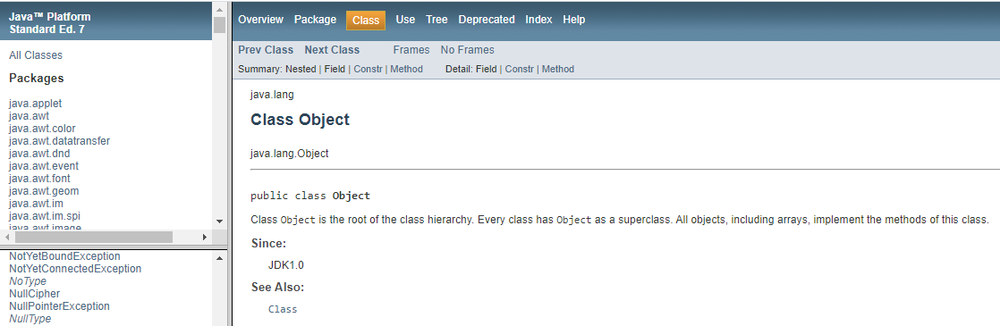 Java™ Platform
Standard Ed. 7
All Classes
Packages
java.applet
java.awt
java.awt.color
java.awt.datatransfer
java.awt.dnd
java.awt.event
java.awt.font
java.awt.geom
java.awt.im
java.awt.im.spi
java.awt.image
NotYetBoundException
NotYetConnectedException
NoType
NullCipher
NullPointerException
NullType
Overview Package Class Use Tree Deprecated Index Help
Prev Class Next Class Frames No Frames
Summary: Nested | Field | Constr | Method Detail: Field | Constr | Method
java.lang
Class Object
java.lang.Object
public class Object
Class Object is the root of the class hierarchy. Every class has Object as a superclass. All objects, including arrays, implement the methods of this class.
Since:
JDK1.0
See Also:
Class